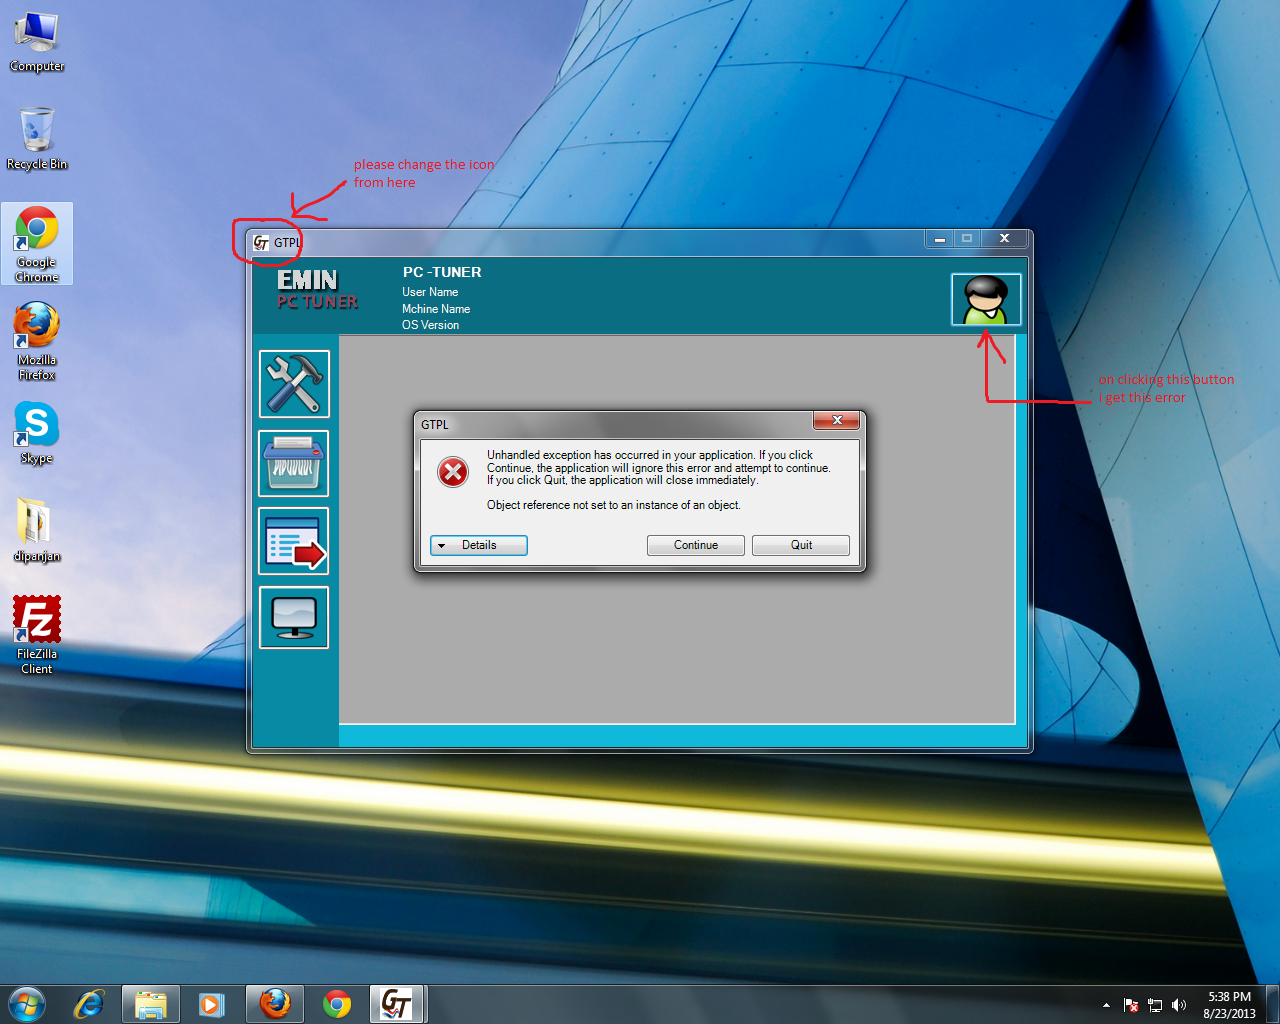 Computer
Recycle Bin
Google
Chrome
Mozilla
Firefox
Skype
dipanjan
FileZilla
Client
please change the icon
from here
GT GTPL
EMIN
PC TUNER
PC -TUNER
User Name
Mchine Name
OS Version
on clicking this button
i get this error
GTPL
Unhandled exception has occurred in your application. If you click
Continue, the application will ignore this error and attempt to continue.
If you click Quit, the application will close immediately.
Object reference not set to an instance of an object.
Details
Continue
Quit
GT
5:38 PM
8/23/2013